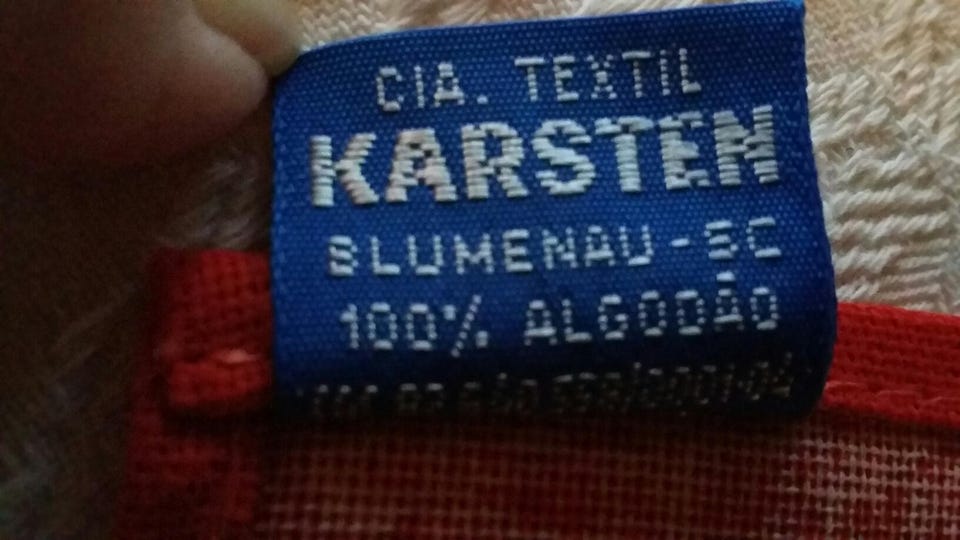 CIA. TEXTIL
KARSTEN
BLUMENAU - SC
100% ALGODÃO